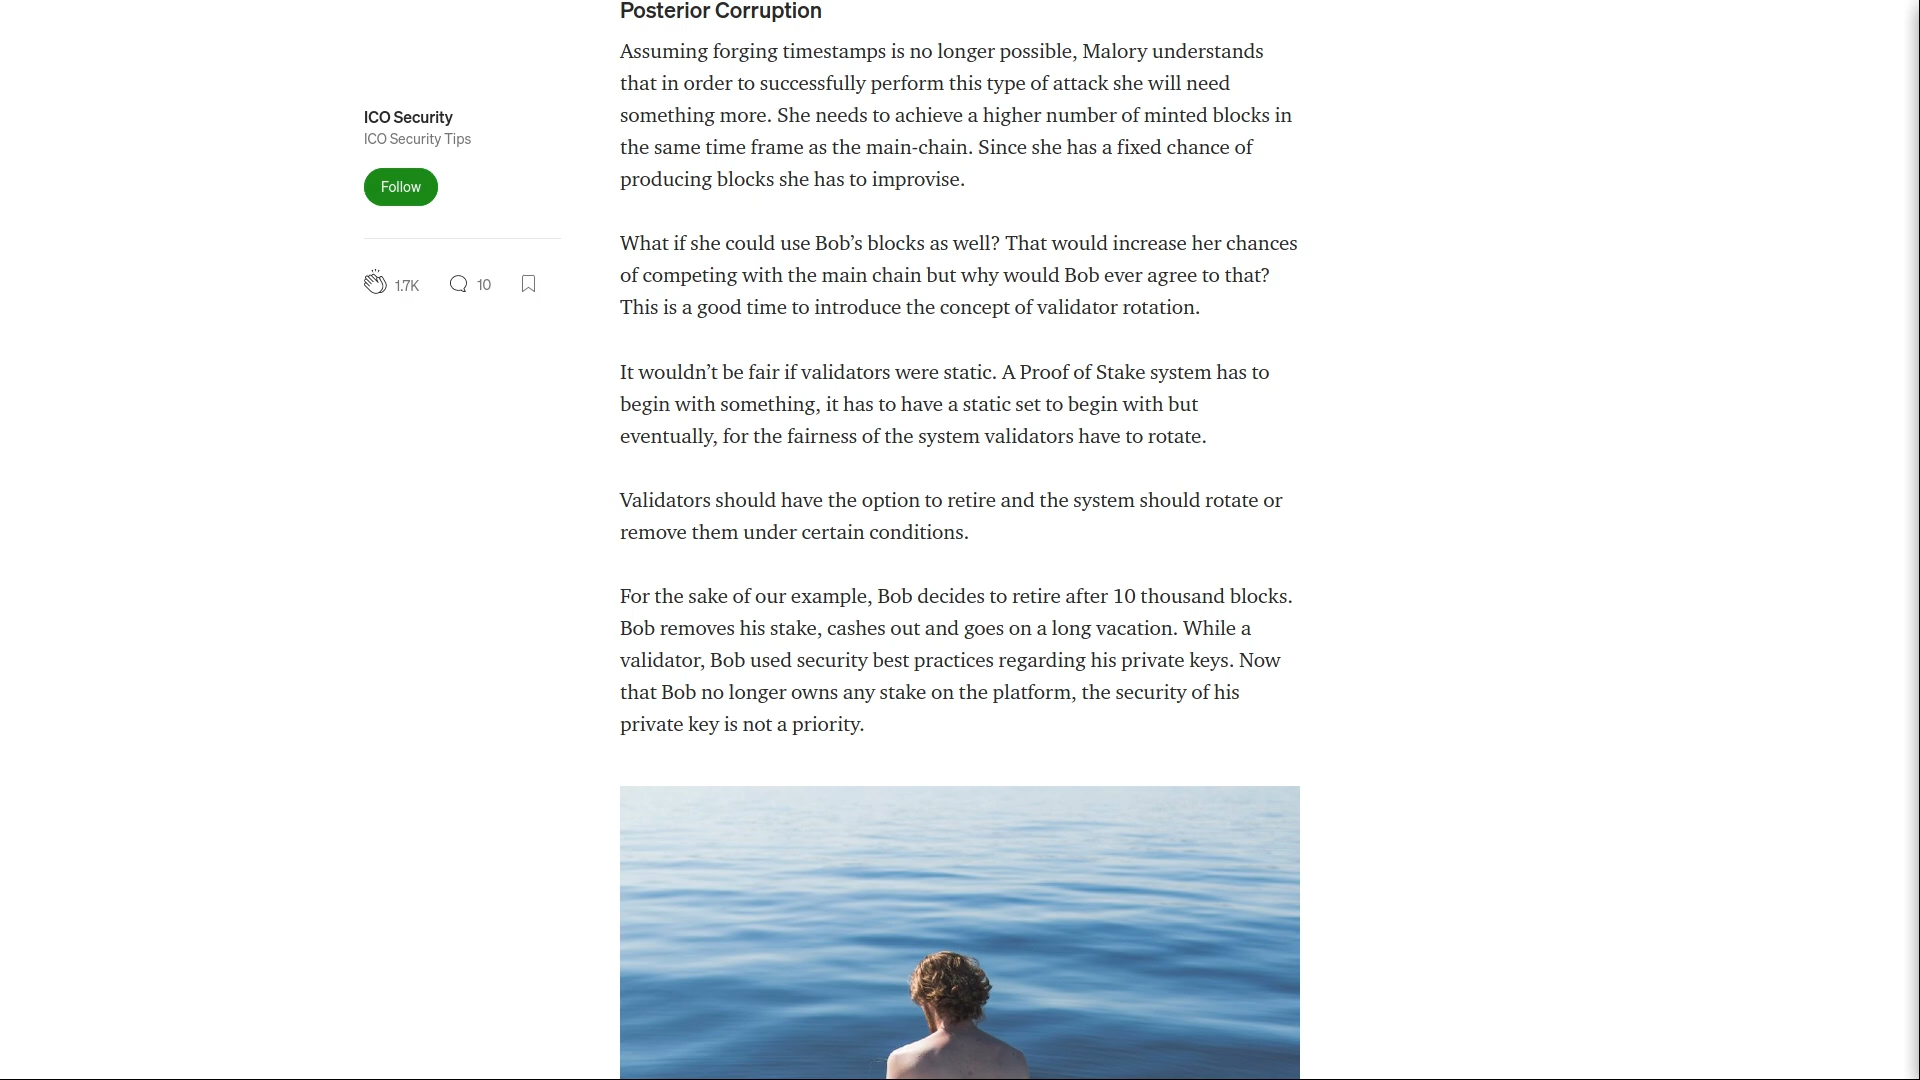 Posterior Corruption
Assuming forging timestamps is no longer possible, Malory understands
that in order to successfully perform this type of attack she will need
something more. She needs to achieve a higher number of minted blocks in
the same time frame as the main-chain. Since she has a fixed chance of
producing blocks she has to improvise.
What if she could use Bob’s blocks as well? That would increase her chances
of competing with the main chain but why would Bob ever agree to that?
This is a good time to introduce the concept of validator rotation.
It wouldn’t be fair if validators were static. A Proof of Stake system has to
begin with something, it has to have a static set to begin with but
eventually, for the fairness of the system validators have to rotate.
Validators should have the option to retire and the system should rotate or
remove them under certain conditions.
For the sake of our example, Bob decides to retire after 10 thousand blocks.
Bob removes his stake, cashes out and goes on a long vacation. While a
validator, Bob used security best practices regarding his private keys. Now
that Bob no longer owns any stake on the platform, the security of his
private key is not a priority.
ICO Security
ICO Security Tips
Follow
1.7K 10